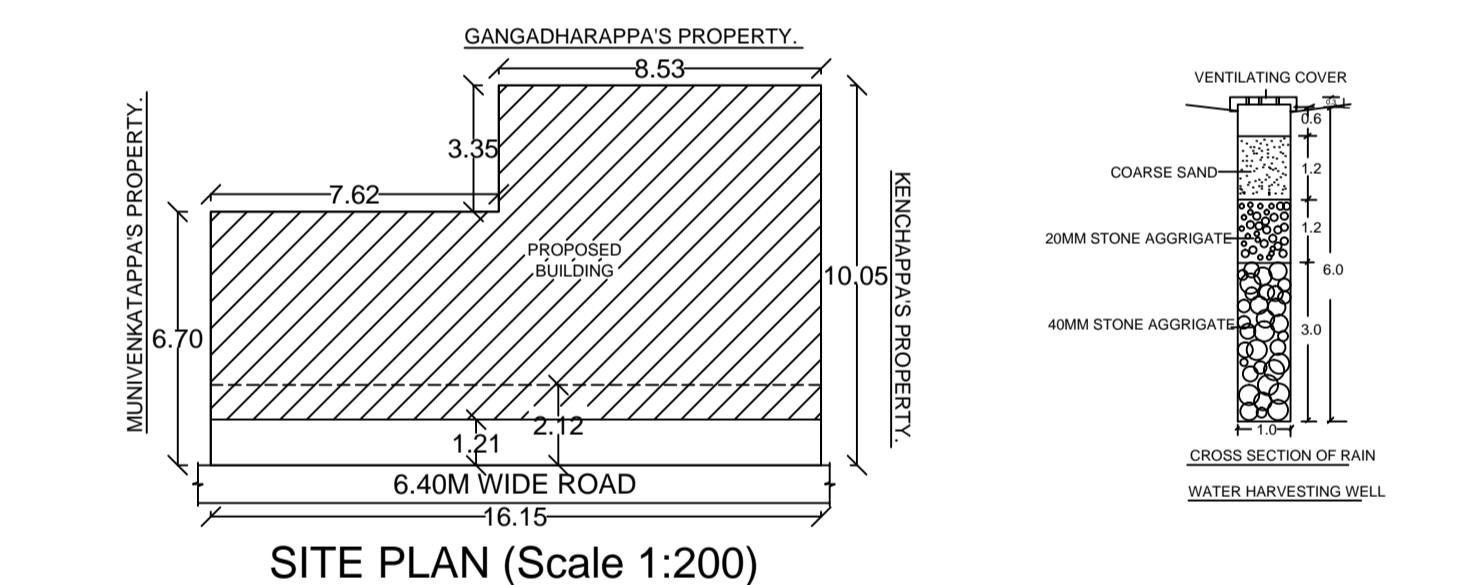 GANGADHARAPPA'S PROPERTY.
8.53
MUNIVENKATAPPA'S PROPERTY.
3.35
7.62
PROPOSED
BUILDING
10.05
KENCHAPPA'S PROPERTY.
6.70
2.12
1.21
6.40M WIDE ROAD
16.15
SITE PLAN (Scale 1:200)
VENTILATING COVER
0.6
COARSE SAND
1.2
20MM STONE AGGRIGATE
1.2
6.0
40MM STONE AGGRIGATE
3.0
1.0
CROSS SECTION OF RAIN
WATER HARVESTING WELL